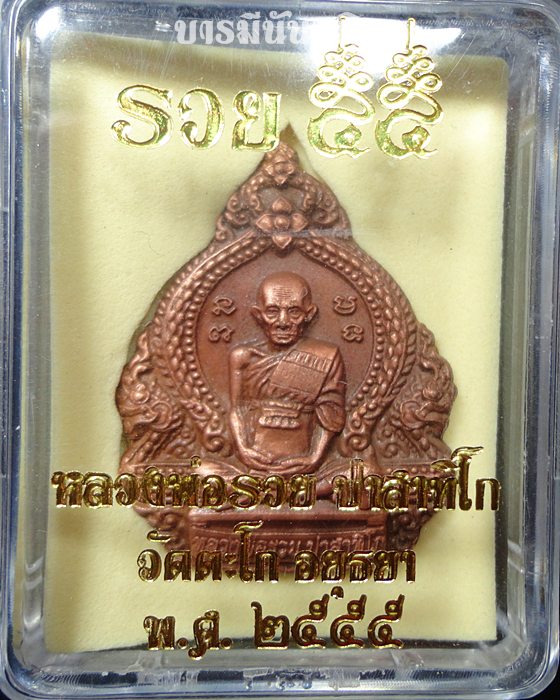 บารมีนัน
รวย ๕๕
หลวงพ่อรวย ปาสาทิโก
วัดตะโก อยุธยา
พ.ศ. ๒๕๕๕